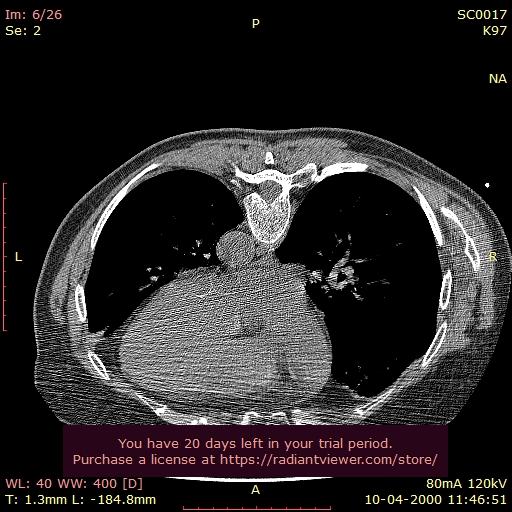 Im: 6/26
Se: 2
P
SC0017
K97
NA
L
R
You have 20 days left in your trial period.
Purchase a license at https://radiantviewer.com/store/
WL: 40 WW: 400 [D]
T: 1.3mm L: -184.8mm
A
80mA 120kV
10-04-2000 11:46:51